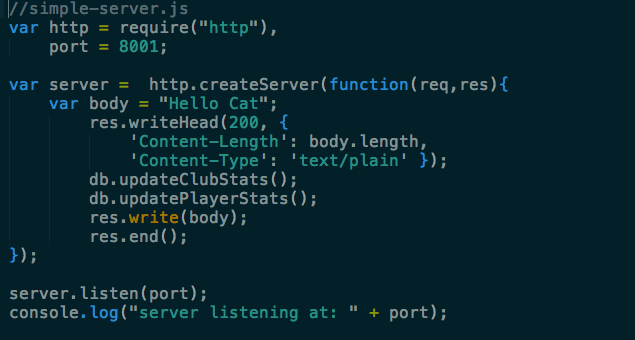 //simple-server.js
var http = require("http"),
    port = 8001;

var server =  http.createServer(function(req,res){
    var body = "Hello Cat";
        res.writeHead(200, {
            'Content-Length': body.length,
            'Content-Type': 'text/plain' });
        db.updateClubStats();
        db.updatePlayerStats();
        res.write(body);
        res.end();
});

server.listen(port);
console.log("server listening at: " + port);